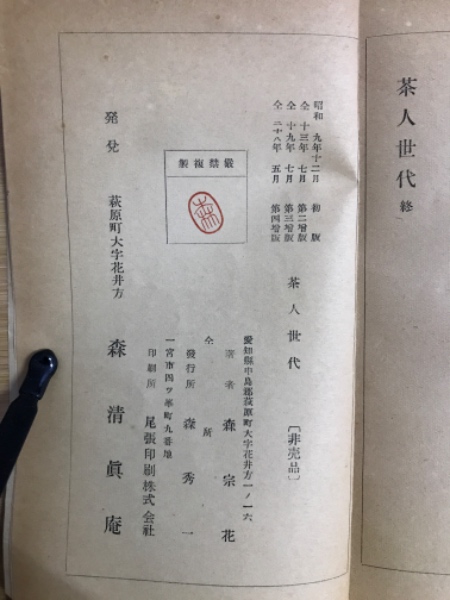 茶人世代 終
昭和 九年十二月 初版
仝 十三年 七月 第二增版
仝 十九年 七月 第三增版
仝 二十八年 五月 第四增版
茶人世代 〔非売品〕
愛知縣中島郡萩原町大字花井方一ノ一六
著者 森宗花
仝所
發行所 森秀一
一宮市四ツ華町九番地
印刷所 尾張印刷株式会社
嚴禁複製
森
発兌 萩原町大字花井方 森清眞庵